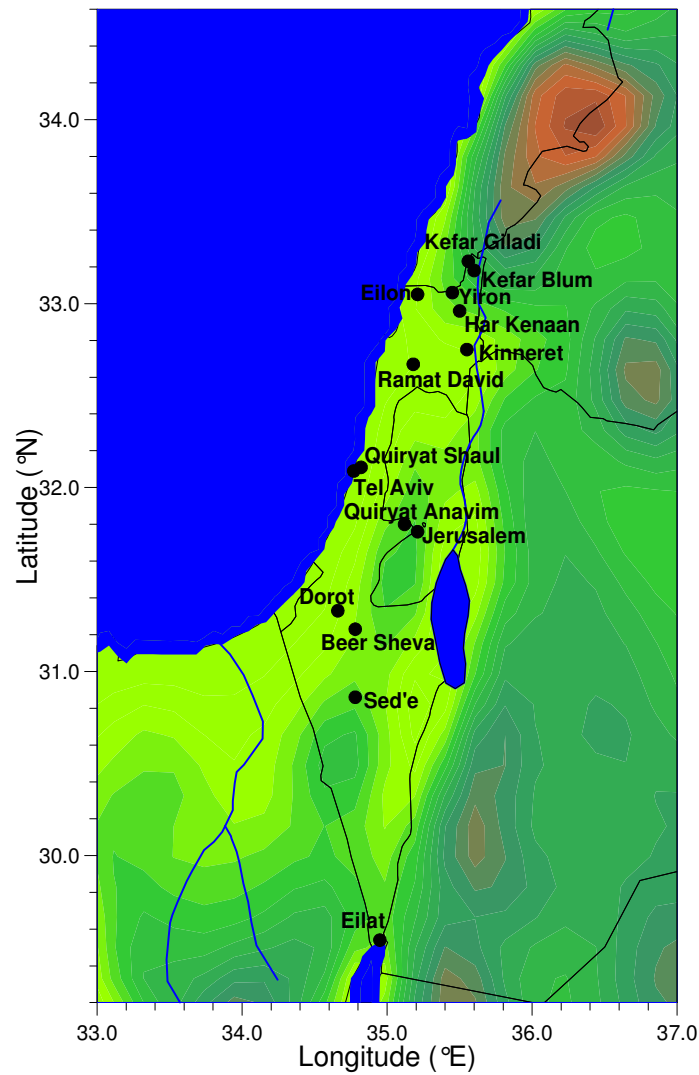 34.0
Kefar Giladi
Kefar Blum
Eilon
Yiron
33.0
Har Kenaan
Kinneret
Ramat David
Quiryat Shaul
32.0
Tel Aviv
Quiryat Anavim
Jerusalem
Latitude (°N)
Dorot
Beer Sheva
31.0
Sed'e
30.0
Eilat
33.0 34.0 35.0 36.0 37.0
Longitude (°E)